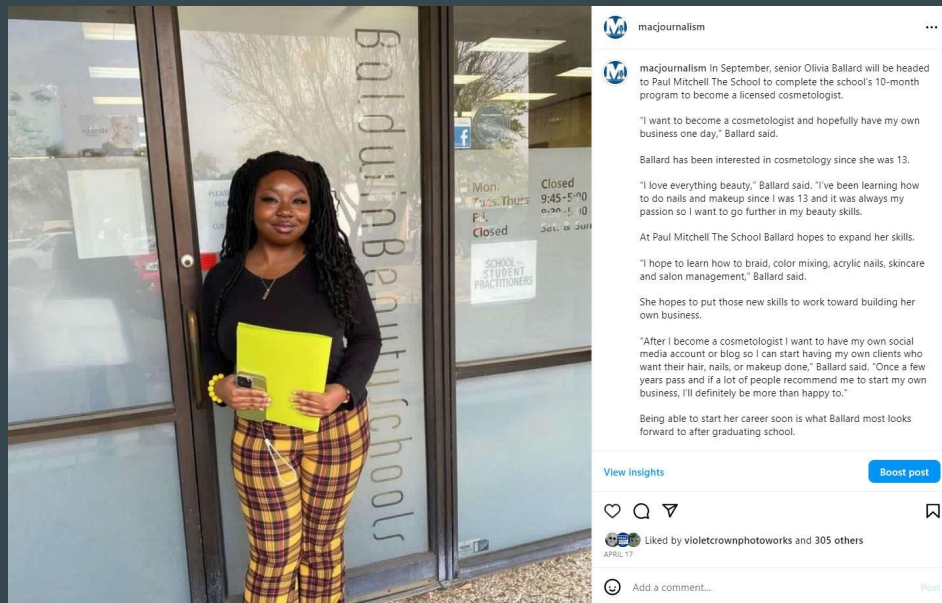 Baldwin Beauty Schools
Mon.
Closed
Tues. Thurs
9:45-5:00
Fri.
Closed
Sat. & Sun
SCHOOL –
STUDENT
PRACTITIONERS
macjournalism
macjournalism In September, senior Olivia Ballard will be headed
to Paul Mitchell The School to complete the school's 10-month
program to become a licensed cosmetologist.
"I want to become a cosmetologist and hopefully have my own
business one day," Ballard said.
Ballard has been interested in cosmetology since she was 13.
"I love everything beauty," Ballard said. "I've been learning how
to do nails and makeup since I was 13 and it was always my
passion so I want to go further in my beauty skills.
At Paul Mitchell The School Ballard hopes to expand her skills.
"I hope to learn how to braid, color mixing, acrylic nails, skincare
and salon management," Ballard said.
She hopes to put those new skills to work toward building her
own business.
"After I become a cosmetologist I want to have my own social
media account or blog so I can start having my own clients who
want their hair, nails, or makeup done," Ballard said. "Once a few
years pass and if a lot of people recommend me to start my own
business, I'll definitely be more than happy to."
Being able to start her career soon is what Ballard most looks
forward to after graduating school.
View insights
Boost post
Liked by violetcrownphotoworks and 305 others
APRIL 17
Add a comment...
Post